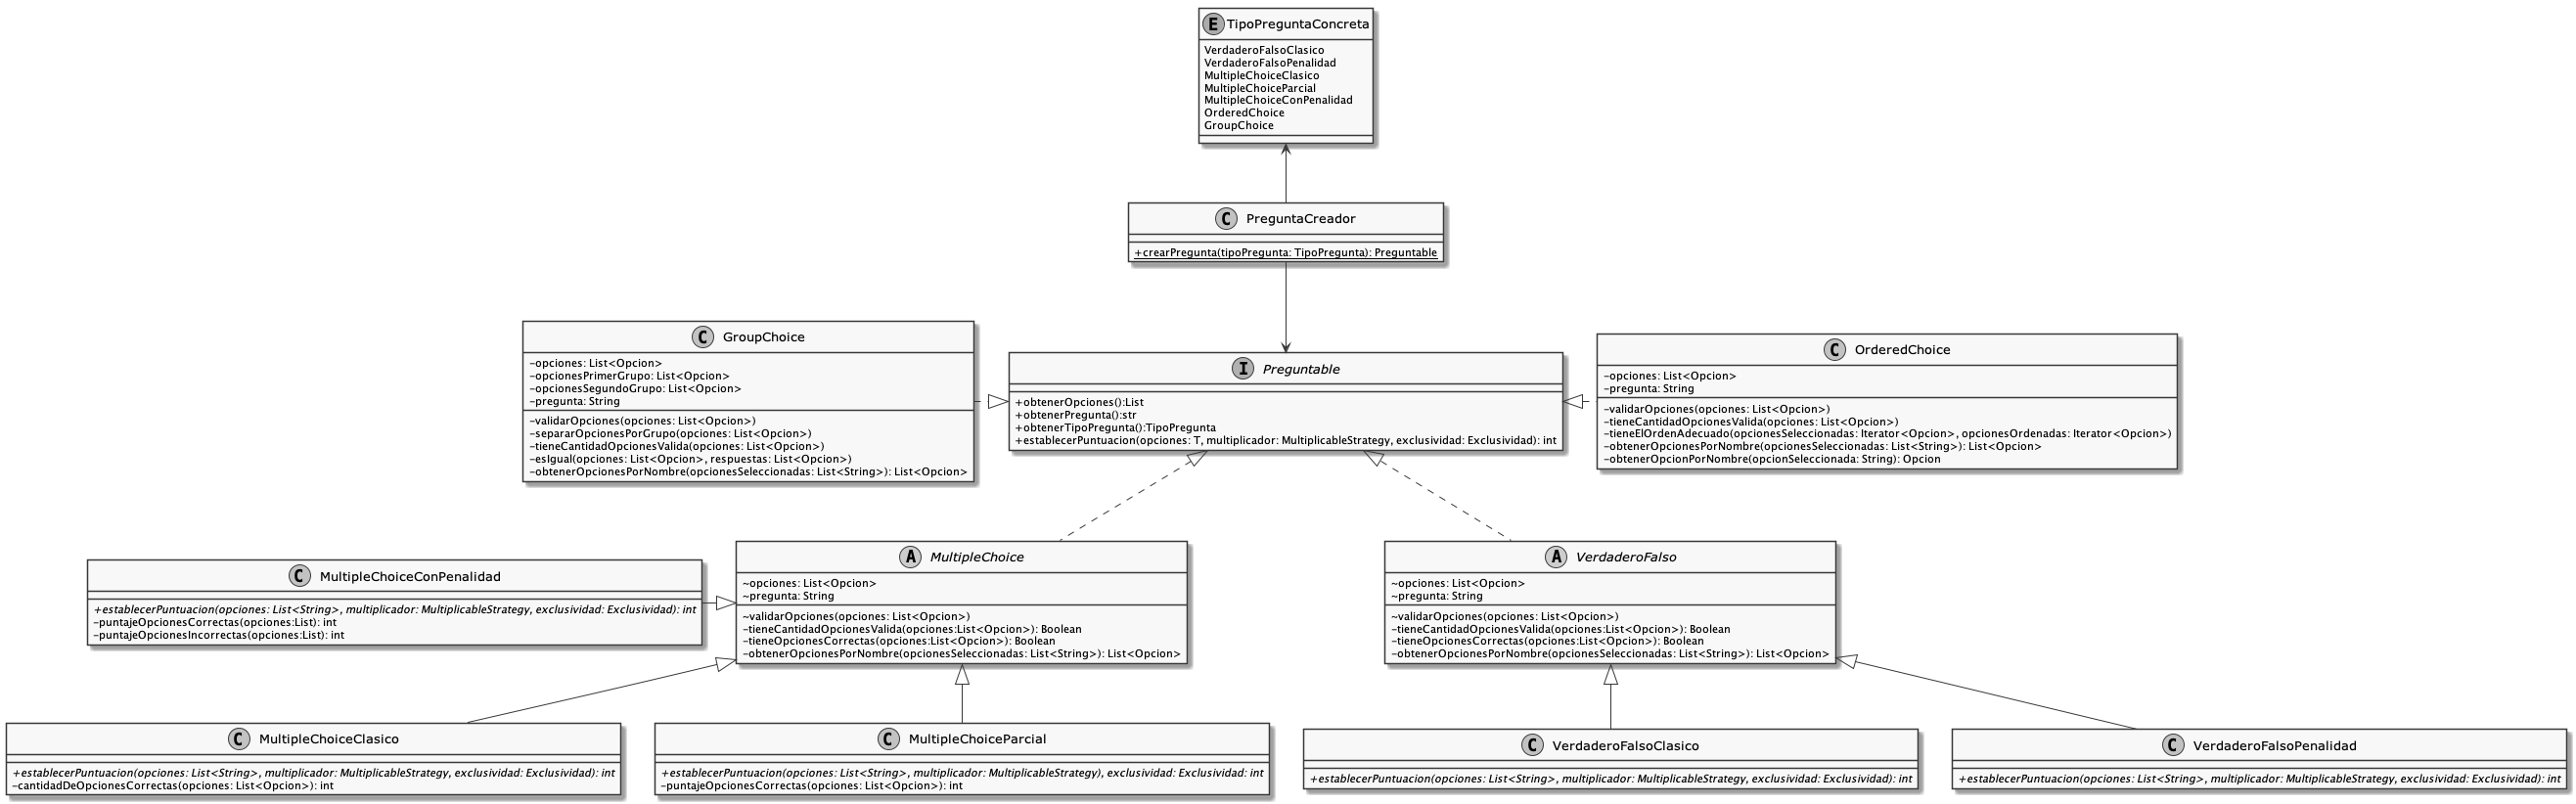 E TipoPreguntaConcreta
VerdaderoFalsoClasico
VerdaderoFalsoPenalidad
MultipleChoiceClasico
MultipleChoiceParcial
MultipleChoiceConPenalidad
OrderedChoice
GroupChoice
C PreguntaCreador
+crearPregunta(tipoPregunta: TipoPregunta): Preguntable
C GroupChoice
-opciones: List<Opcion>
-opcionesPrimerGrupo: List<Opcion>
-opcionesSegundoGrupo: List<Opcion>
-pregunta: String
-validarOpciones(opciones: List<Opcion>)
-separarOpcionesPorGrupo(opciones: List<Opcion>)
-tieneCantidadOpcionesValida(opciones: List<Opcion>)
-esIgual(opciones: List<Opcion>, respuestas: List<Opcion>)
-obtenerOpcionesPorNombre(opcionesSeleccionadas: List<String>): List<Opcion>
I Preguntable
+obtenerOpciones():List
+obtenerPregunta():str
+obtenerTipoPregunta():TipoPregunta
+establecerPuntuacion(opciones: T, multiplicador: MultiplicableStrategy, exclusividad: Exclusividad): int
C OrderedChoice
-opciones: List<Opcion>
-pregunta: String
-validarOpciones(opciones: List<Opcion>)
-tieneCantidadOpcionesValida(opciones: List<Opcion>)
-tieneElOrdenAdecuado(opcionesSeleccionadas: Iterator<Opcion>, opcionesOrdenadas: Iterator<Opcion>)
-obtenerOpcionesPorNombre(opcionesSeleccionadas: List<String>): List<Opcion>
-obtenerOpcionPorNombre(opcionSeleccionada: String): Opcion
C MultipleChoiceConPenalidad
+establecerPuntuacion(opciones: List<String>, multiplicador: MultiplicableStrategy, exclusividad: Exclusividad): int
-puntajeOpcionesCorrectas(opciones:List): int
-puntajeOpcionesIncorrectas(opciones:List): int
A MultipleChoice
~opciones: List<Opcion>
~pregunta: String
~validarOpciones(opciones: List<Opcion>)
-tieneCantidadOpcionesValida(opciones:List<Opcion>): Boolean
-tieneOpcionesCorrectas(opciones:List<Opcion>): Boolean
-obtenerOpcionesPorNombre(opcionesSeleccionadas: List<String>): List<Opcion>
A VerdaderoFalso
~opciones: List<Opcion>
~pregunta: String
~validarOpciones(opciones: List<Opcion>)
-tieneCantidadOpcionesValida(opciones:List<Opcion>): Boolean
-tieneOpcionesCorrectas(opciones:List<Opcion>): Boolean
-obtenerOpcionesPorNombre(opcionesSeleccionadas: List<String>): List<Opcion>
C MultipleChoiceClasico
+establecerPuntuacion(opciones: List<String>, multiplicador: MultiplicableStrategy, exclusividad: Exclusividad): int
-cantidadDeOpcionesCorrectas(opciones: List<Opcion>): int
C MultipleChoiceParcial
+establecerPuntuacion(opciones: List<String>, multiplicador: MultiplicableStrategy), exclusividad: Exclusividad: int
-puntajeOpcionesCorrectas(opciones: List<Opcion>): int
C VerdaderoFalsoClasico
+establecerPuntuacion(opciones: List<String>, multiplicador: MultiplicableStrategy, exclusividad: Exclusividad): int
C VerdaderoFalsoPenalidad
+establecerPuntuacion(opciones: List<String>, multiplicador: MultiplicableStrategy, exclusividad: Exclusividad): int